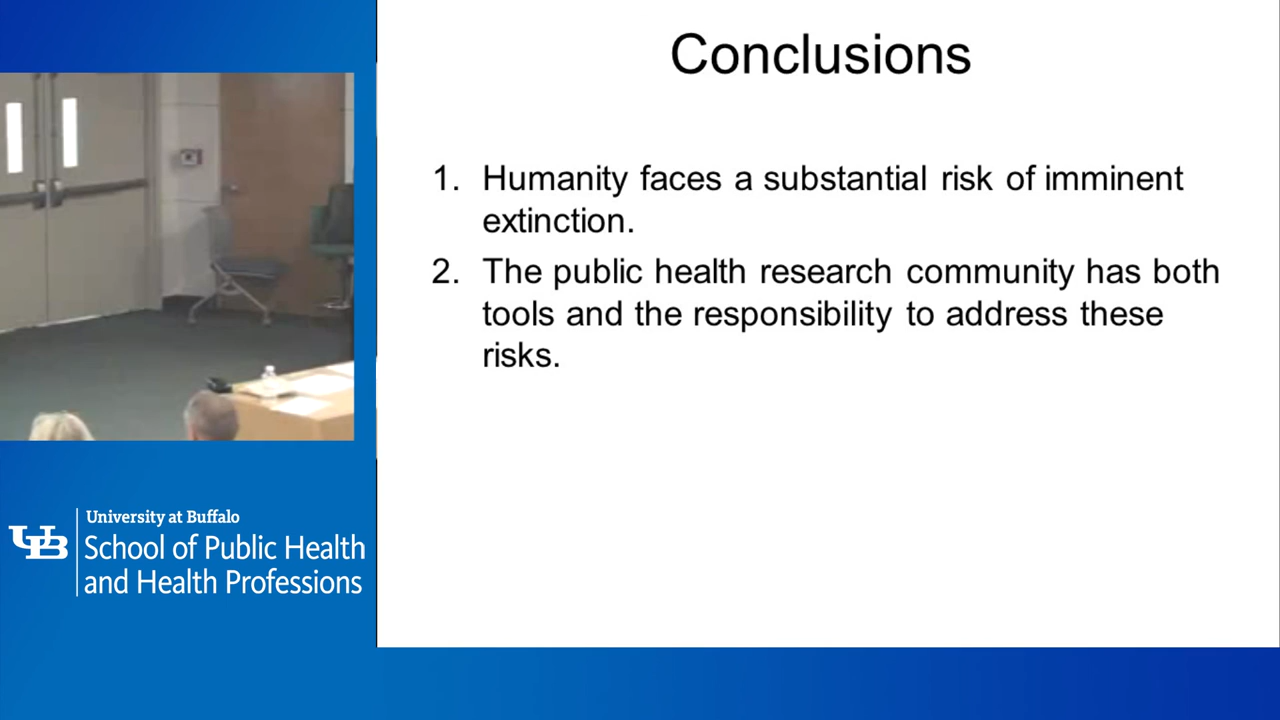 Conclusions
1. Humanity faces a substantial risk of imminent
extinction.
2. The public health research community has both
tools and the responsibility to address these
risks.
UB
University at Buffalo
School of Public Health
and Health Professions